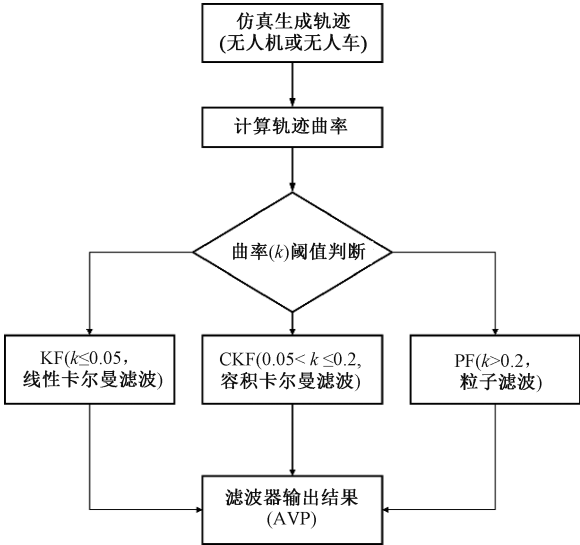 仿真生成轨迹
(无人机或无人车)
计算轨迹曲率
曲率(k)阈值判断
KF(k≤0.05，
线性卡尔曼滤波)
CKF(0.05< k ≤0.2,
容积卡尔曼滤波)
PF(k>0.2，
粒子滤波)
滤波器输出结果
(AVP)